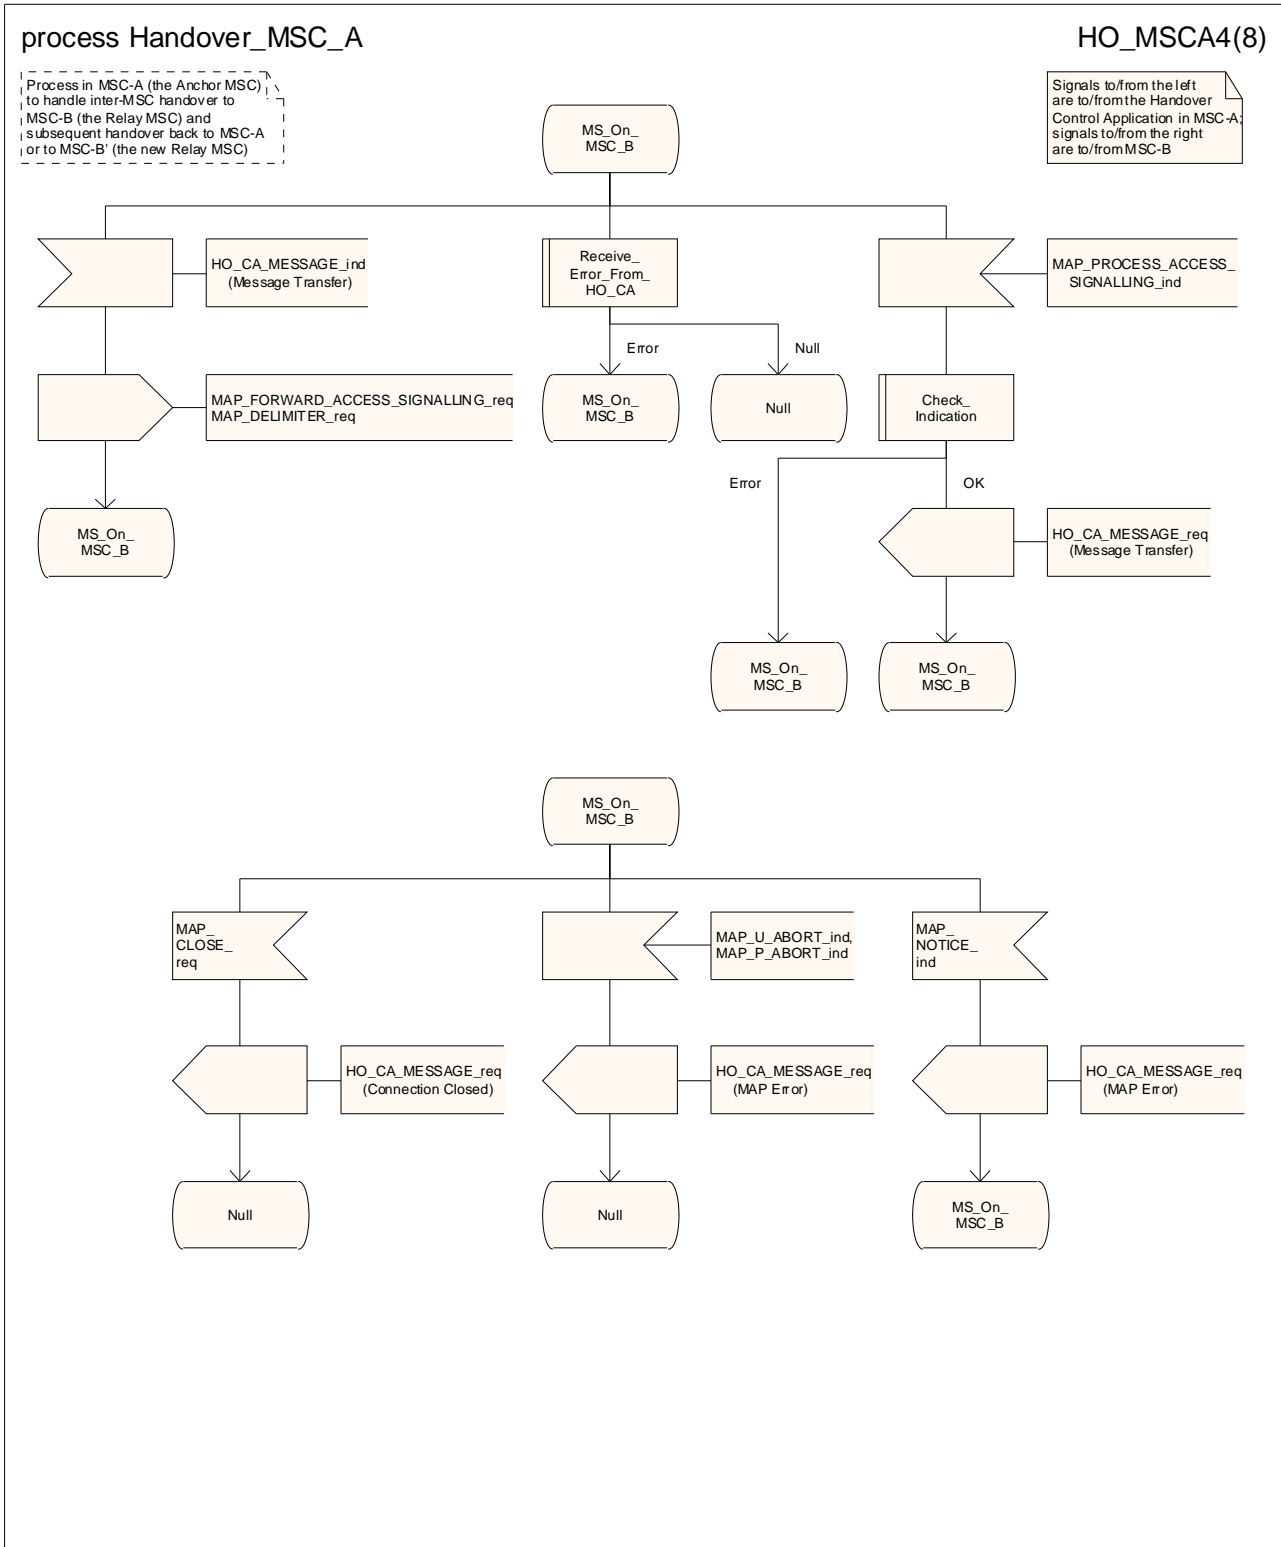 process Handover_MSC_A
HO_MSCA4(8)
Process in MSC-A (the Anchor MSC)
to handle inter-MSC handover to
MSC-B (the Relay MSC) and
subsequent handover back to MSC-A
or to MSC-B' (the new Relay MSC)
Signals to/from the left
are to/from the Handover
Control Application in MSC-A;
signals to/from the right
are to/from MSC-B
MS_On_
MSC_B
HO_CA_MESSAGE_ind
(Message Transfer)
Receive_
Error_From_
HO_CA
MAP_PROCESS_ACCESS_
SIGNALLING_ind
Error
Null
MAP_FORWARD_ACCESS_SIGNALLING_req
MAP_DELIMITER_req
MS_On_
MSC_B
Null
Check_
Indication
Error
OK
MS_On_
MSC_B
HO_CA_MESSAGE_req
(Message Transfer)
MS_On_
MSC_B
MS_On_
MSC_B
MS_On_
MSC_B
MAP_
CLOSE_
req
MAP_U_ABORT_ind,
MAP_P_ABORT_ind
MAP_
NOTICE_
ind
HO_CA_MESSAGE_req
(Connection Closed)
HO_CA_MESSAGE_req
(MAP Error)
HO_CA_MESSAGE_req
(MAP Error)
Null
Null
MS_On_
MSC_B